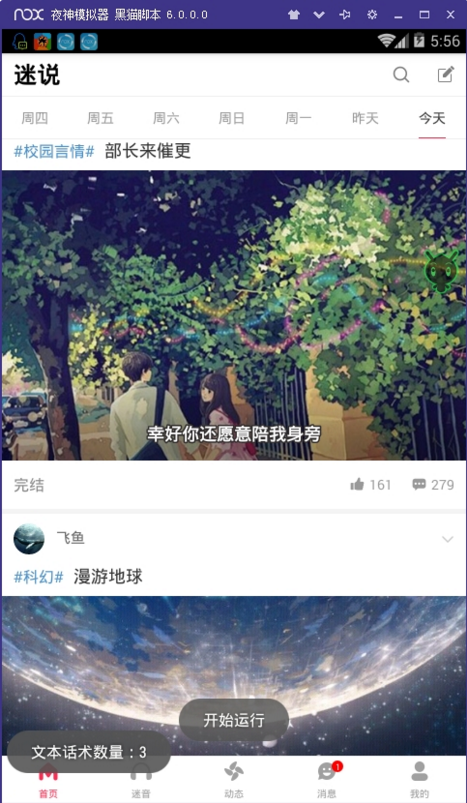 nox 夜神模拟器 黑猫脚本 6.0.0.0
5:56
迷说
周四 周五 周六 周日 周一 昨天 今天
#校园言情# 部长来催更
幸好你还愿意陪我身旁
完结 161 279
飞鱼
#科幻# 漫游地球
开始运行
文本话术数量：3
1
首页 迷音 动态 消息 我的